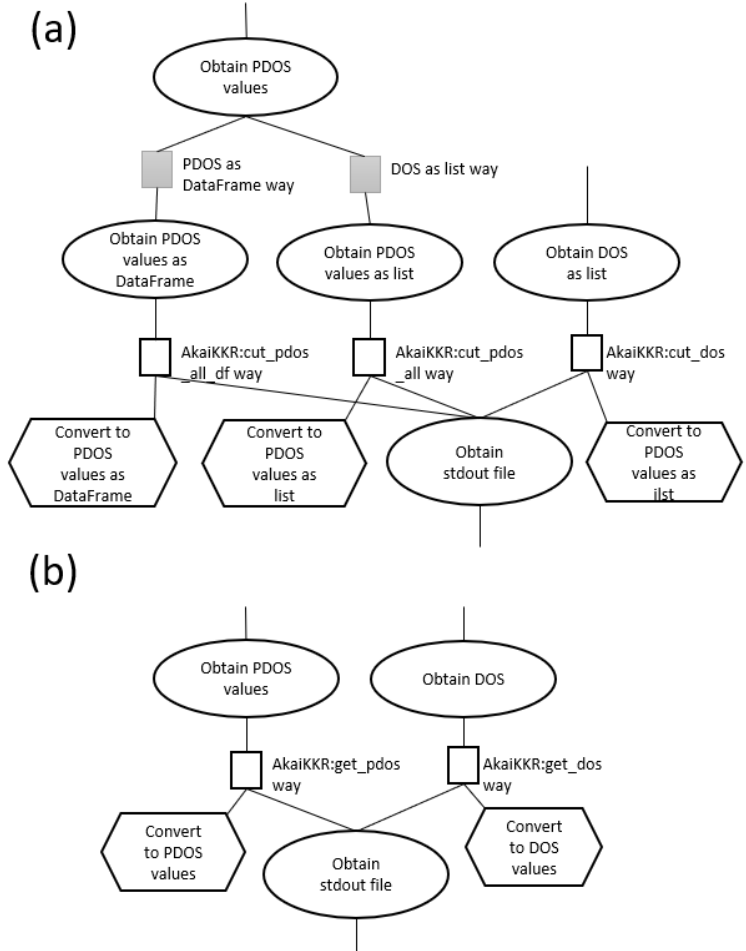 (a)
Obtain PDOS
values
PDOS as
DataFrame way
DOS as list way
Obtain PDOS
values as
DataFrame
Obtain PDOS
values as list
Obtain DOS
as list
AkaiKKR:cut_pdos
_all_df way
AkaiKKR:cut_pdos
_all way
AkaiKKR:cut_dos
way
Convert to
PDOS
values as
DataFrame
Convert to
PDOS
values as
list
Obtain
stdout file
Convert to
PDOS
values as
ilst
(b)
Obtain PDOS
values
Obtain DOS
AkaiKKR:get_pdos
way
AkaiKKR:get_dos
way
Convert
to PDOS
values
Obtain
stdout file
Convert
to DOS
values